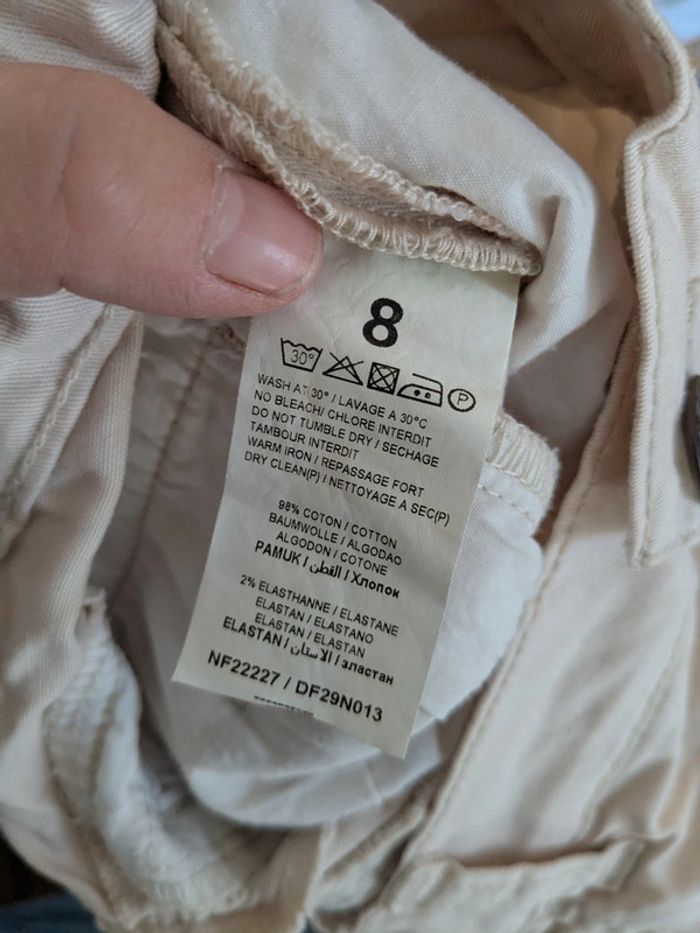 8
30°
P
WASH AT 30° / LAVAGE A 30°C
NO BLEACH/ CHLORE INTERDIT
DO NOT TUMBLE DRY / SECHAGE
TAMBOUR INTERDIT
WARM IRON / REPASSAGE FORT
DRY CLEAN(P) / NETTOYAGE A SEC(P)
98% COTON / COTTON
BAUMWOLLE / ALGODAO
ALGODON / COTONE
PAMUK / القطن / Хлопок
2% ELASTHANNE / ELASTANE
ELASTAN / ELASTANO
ELASTAN / ELASTAN
ELASTAN / الاستان / эластан
NF22227 / DF29N013